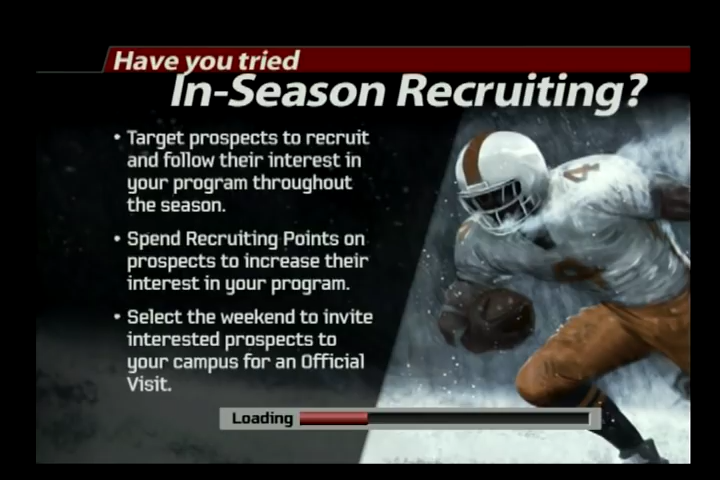 Have you tried
In-Season Recruiting?
• Target prospects to recruit
and follow their interest in
your program throughout
the season.
• Spend Recruiting Points on
prospects to increase their
interest in your program.
• Select the weekend to invite
interested prospects to
your campus for an Official
Visit.
4
Loading